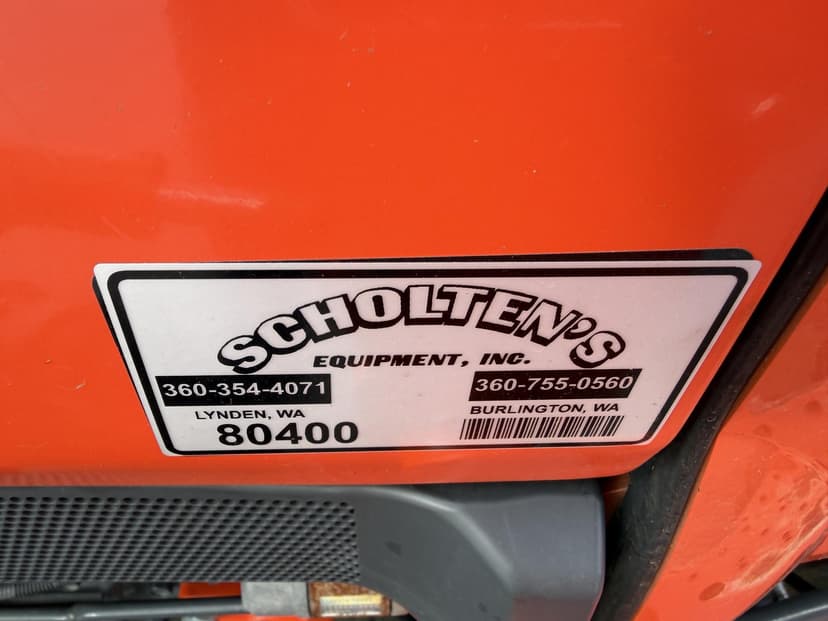 SCHOLTEN'S
EQUIPMENT, INC.
360-354-4071
LYNDEN, WA
80400
360-755-0560
BURLINGTON, WA